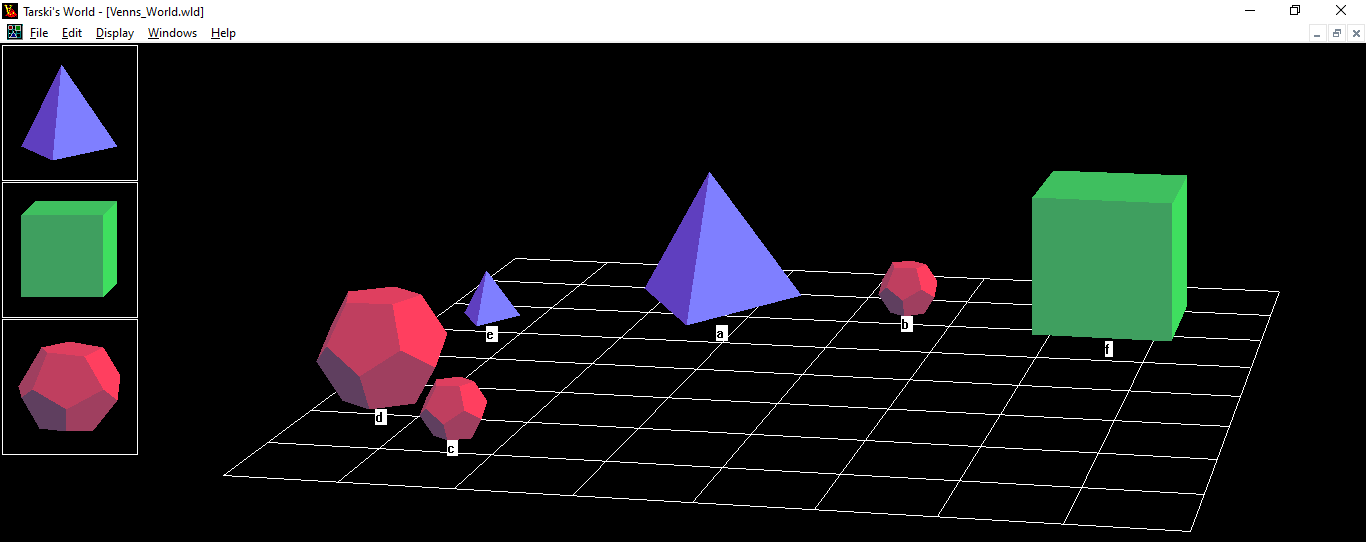 Tarski's World - [Venns_World.wld]
File Edit Display Windows Help
e
a
b
f
d
c